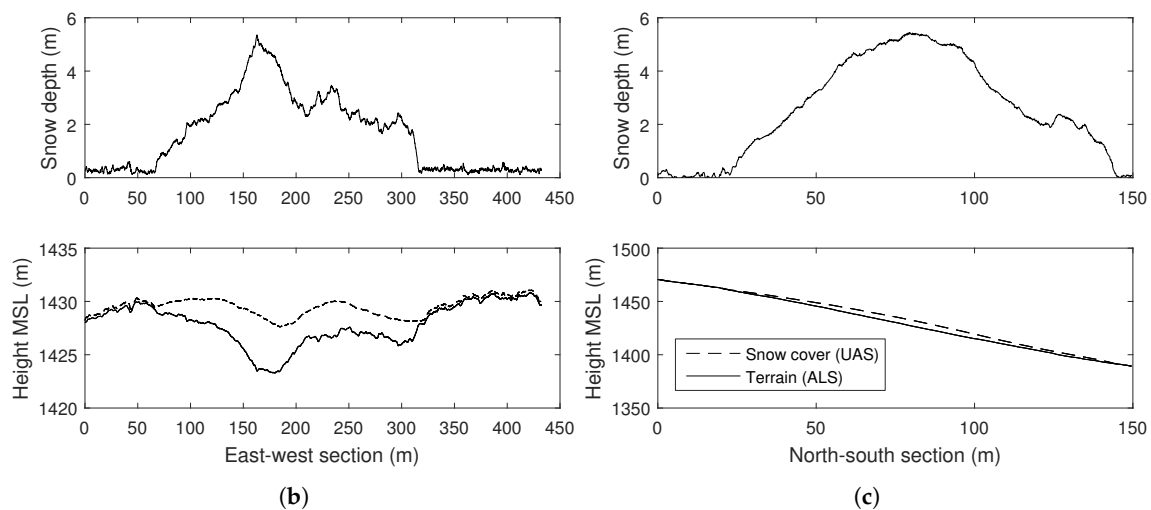 6
4
2
0
Snow depth (m)
0 50 100 150 200 250 300 350 400 450
6
4
2
0
Snow depth (m)
0 50 100 150
1435
1430
1425
1420
Height MSL (m)
0 50 100 150 200 250 300 350 400 450
East-west section (m)
(b)
1500
1450
1400
1350
Height MSL (m)
Snow cover (UAS)
Terrain (ALS)
0 50 100 150
North-south section (m)
(c)